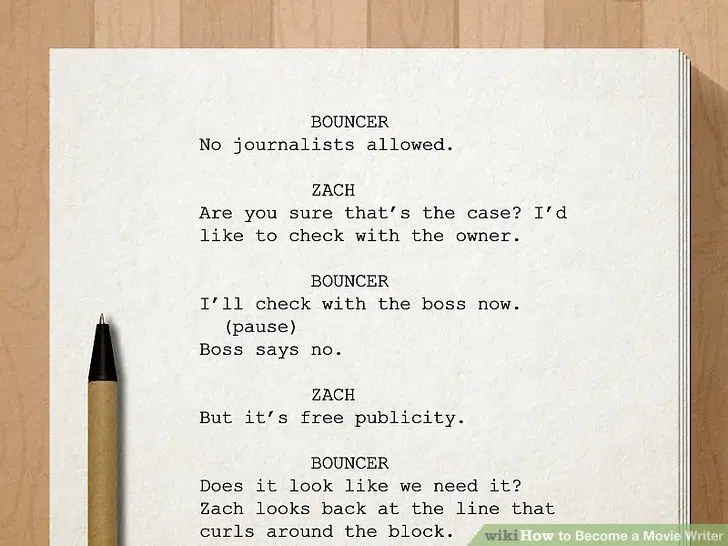 BOUNCER
No journalists allowed.
ZACH
Are you sure that's the case? I'd
like to check with the owner.
BOUNCER
I'll check with the boss now.
(pause)
Boss says no.
ZACH
But it's free publicity.
BOUNCER
Does it look like we need it?
Zach looks back at the line that
curls around the block.
wikiHow to Become a Movie Writer